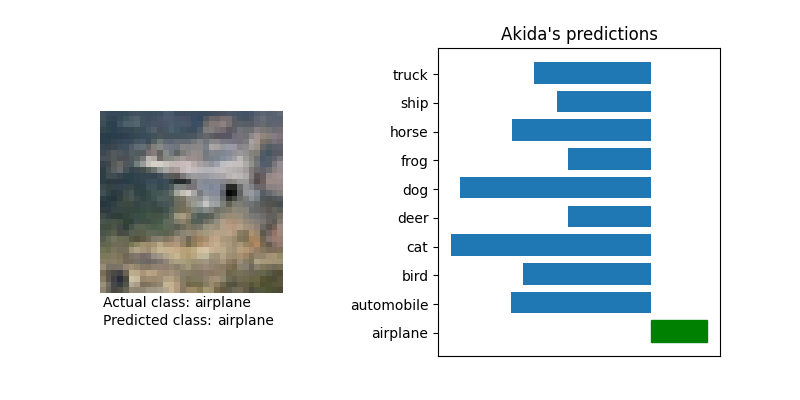 Akida's predictions
truck
ship
horse
frog
dog
deer
cat
bird
automobile
airplane
Actual class: airplane
Predicted class: airplane